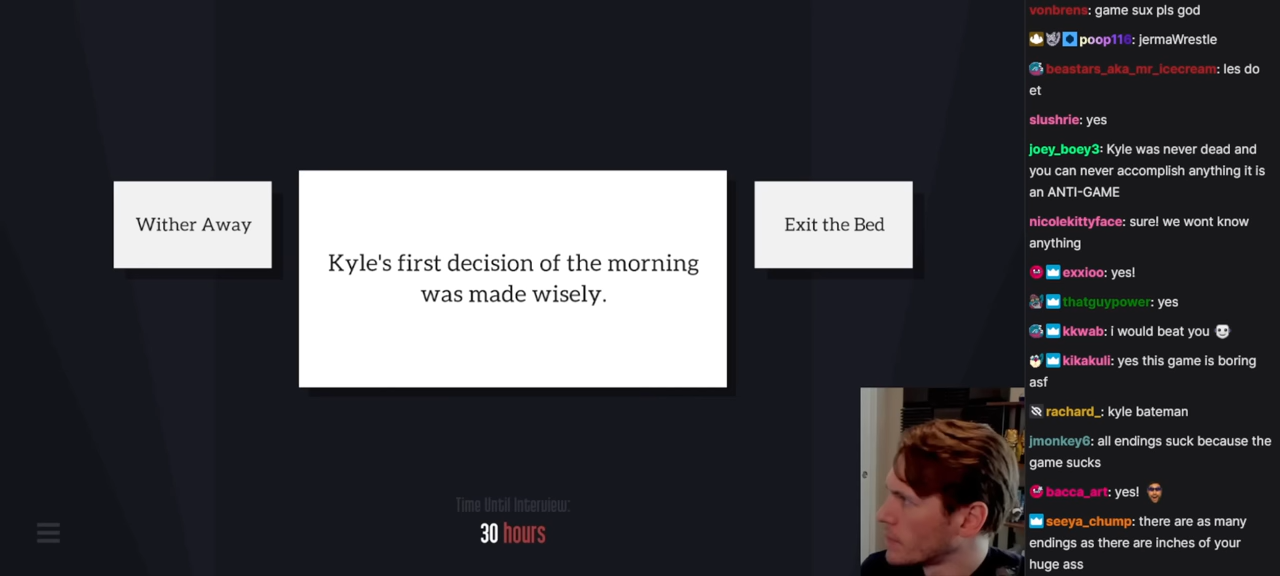 Wither Away
Kyle's first decision of the morning
was made wisely.
Exit the Bed
Time Until Interview:
30 hours
vonbrens: game sux pls god
poop116: jermaWrestle
beastars_aka_mr_icecream: les do
et
slushrie: yes
joey_boey3: Kyle was never dead and
you can never accomplish anything it is
an ANTI-GAME
nicolekittyface: sure! we wont know
anything
exxioo: yes!
thatguypower: yes
kkwab: i would beat you
kikakuli: yes this game is boring
asf
rachard_: kyle bateman
jmonkey6: all endings suck because the
game sucks
bacca_art: yes!
seeya_chump: there are as many
endings as there are inches of your
huge ass